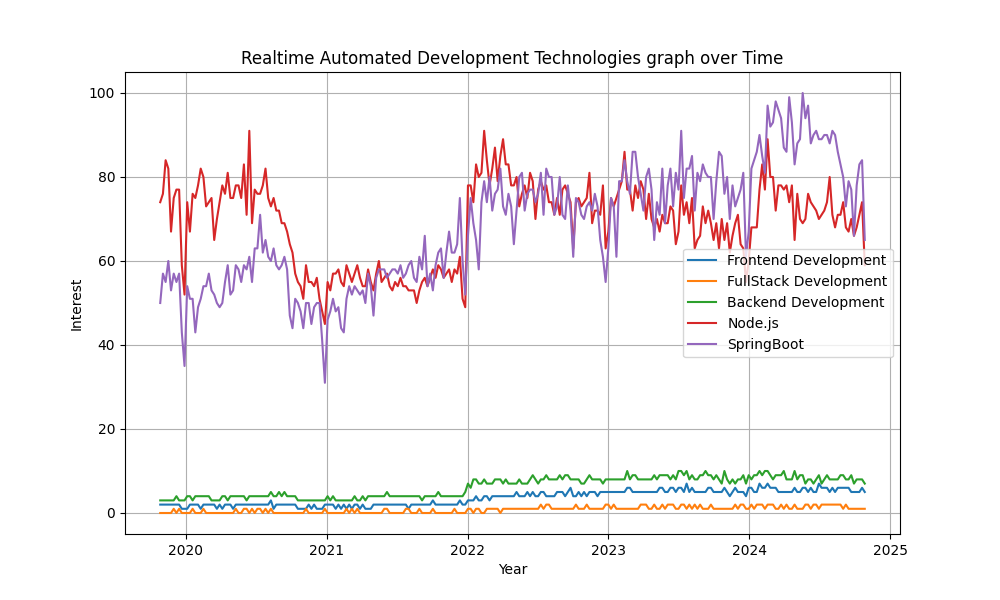 Realtime Automated Development Technologies graph over Time
Interest
100
80
60
40
20
0
Frontend Development
FullStack Development
Backend Development
Node.js
SpringBoot
2020
2021
2022
2023
2024
2025
Year